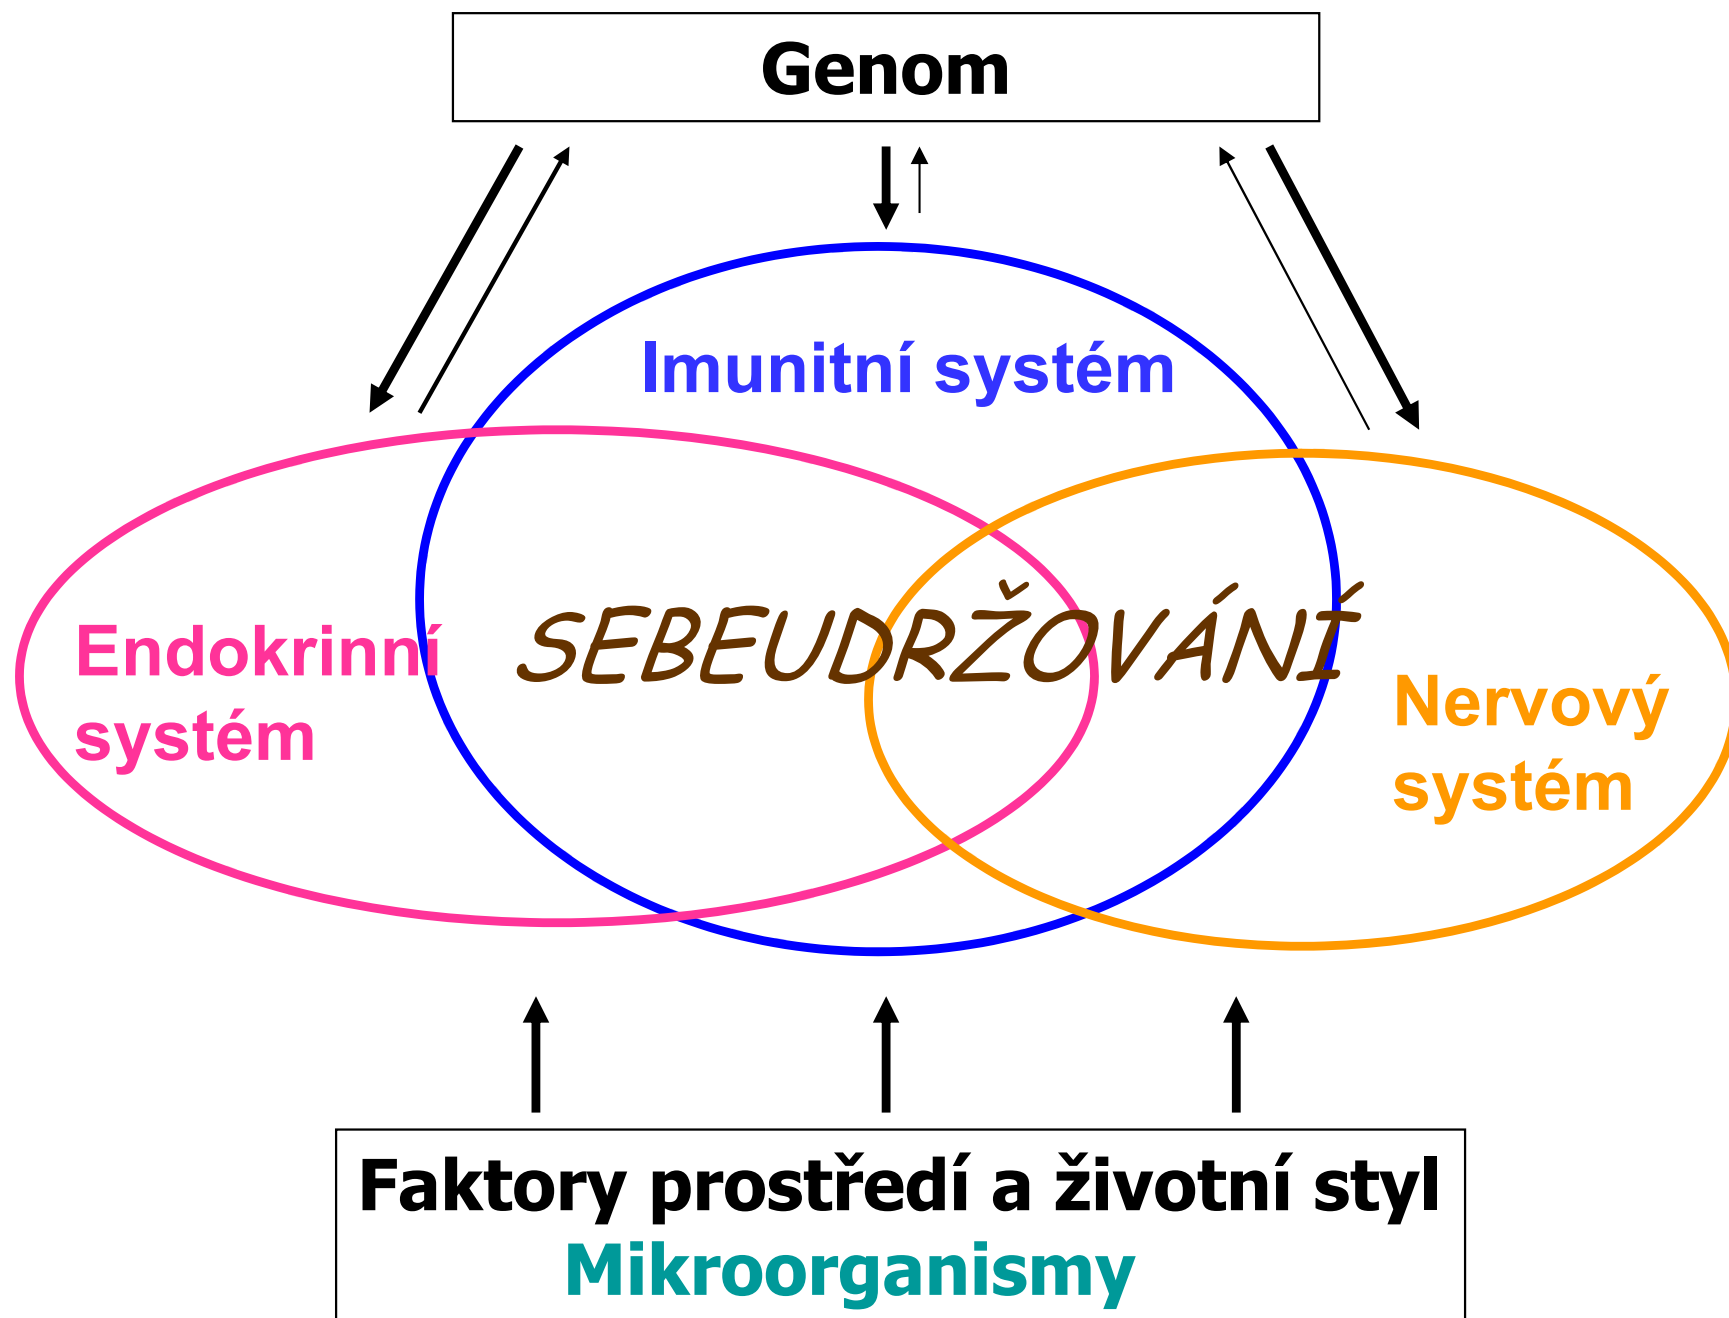 Genom
Imunitní systém
SEBEUDRŽOVÁNÍ
Endokrinní
systém
Nervový
systém
Faktory prostředí a životní styl
Mikroorganismy